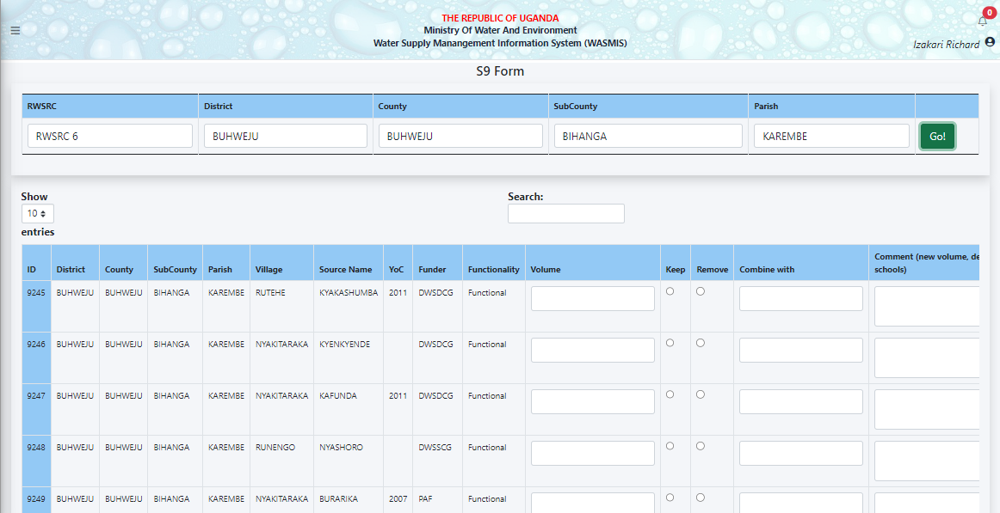 THE REPUBLIC OF UGANDA
Ministry Of Water And Environment
Water Supply Manangement Information System (WASMIS)
0
Izakari Richard
S9 Form
RWSRC District County SubCounty Parish
RWSRC 6 BUHWEJU BUHWEJU BIHANGA KAREMBE Go!
Show
10
entries
Search:
ID District County SubCounty Parish Village Source Name YoC Funder Functionality Volume Keep Remove Combine with Comment (new volume, de
schools)
9245 BUHWEJU BUHWEJU BIHANGA KAREMBE RUTEHE KYAKASHUMBA 2011 DWSDCG Functional
9246 BUHWEJU BUHWEJU BIHANGA KAREMBE NYAKITARAKA KYENKYENDE DWSDCG Functional
9247 BUHWEJU BUHWEJU BIHANGA KAREMBE NYAKITARAKA KAFUNDA 2011 DWSDCG Functional
9248 BUHWEJU BUHWEJU BIHANGA KAREMBE RUNENGO NYASHORO DWSSCG Functional
9249 BUHWEJU BUHWEJU BIHANGA KAREMBE NYAKITARAKA BURARIKA 2007 PAF Functional